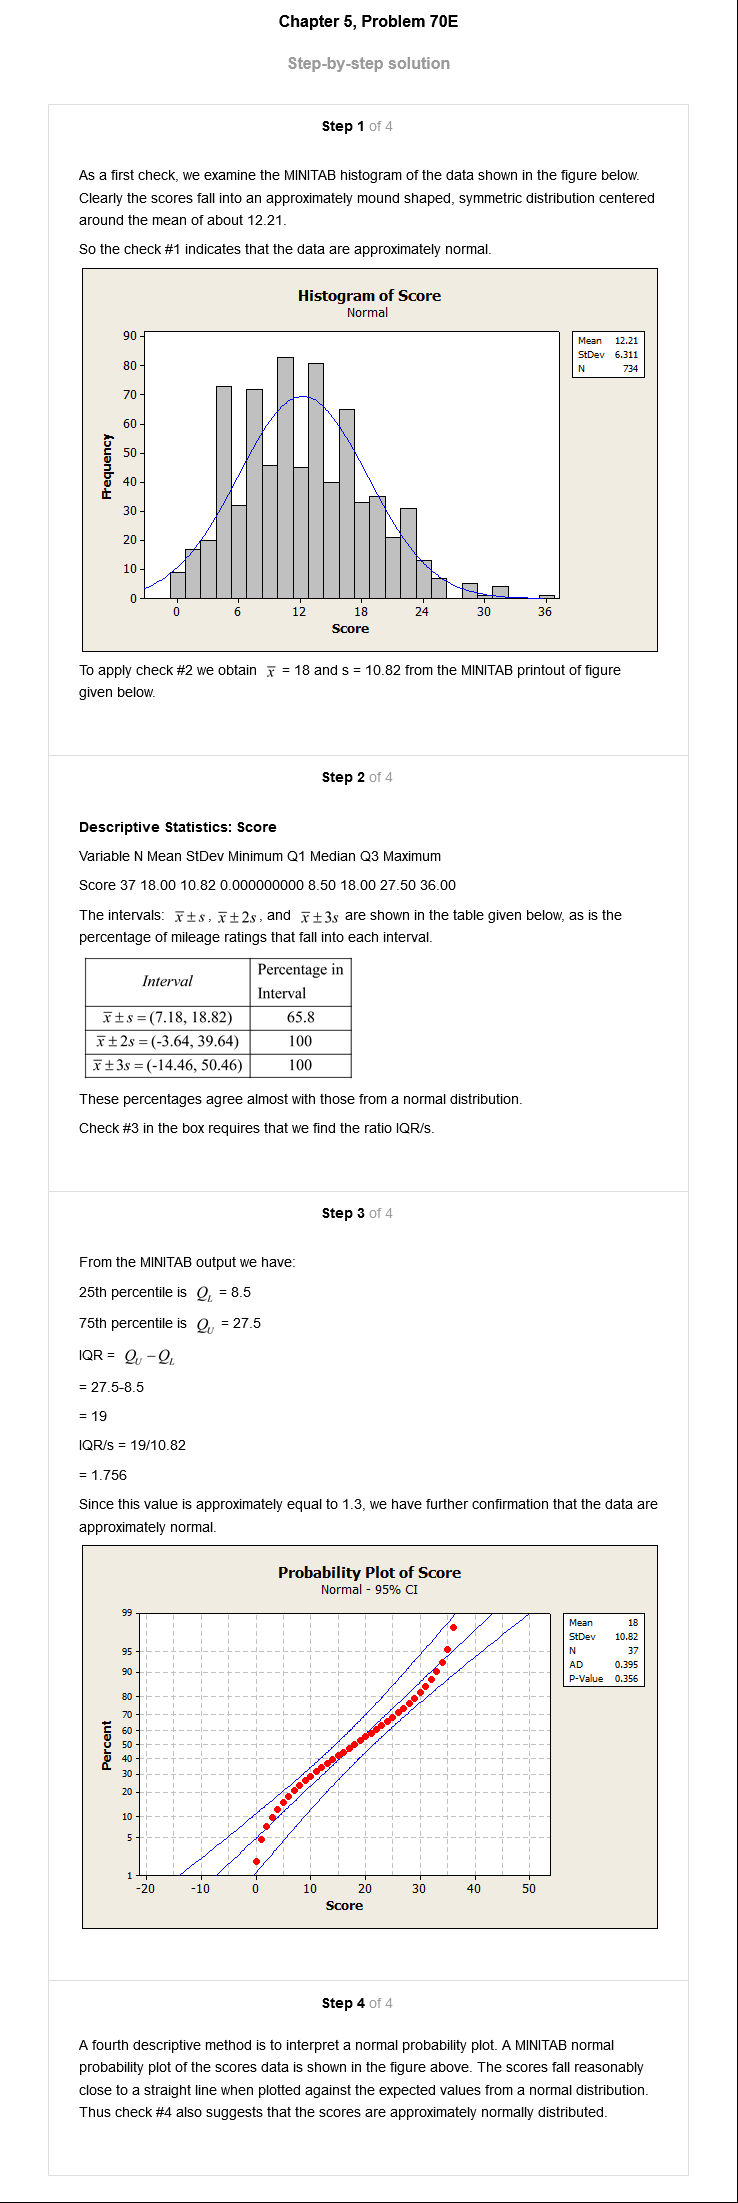 Chapter 5, Problem 70E
Step-by-step solution
Step 1 of 4
As a first check, we examine the MINITAB histogram of the data shown in the figure below.
Clearly the scores fall into an approximately mound shaped, symmetric distribution centered
around the mean of about 12.21.
So the check #1 indicates that the data are approximately normal.
Histogram of Score
Normal
Mean 12.21
StDev 6.311
N 734
Frequency
90
80
70
60
50
40
30
20
10
0
0 6 12 18 24 30 36
Score
To apply check #2 we obtain x̅ = 18 and s = 10.82 from the MINITAB printout of figure
given below.
Step 2 of 4
Descriptive Statistics: Score
Variable N Mean StDev Minimum Q1 Median Q3 Maximum
Score 37 18.00 10.82 0.000000000 8.50 18.00 27.50 36.00
The intervals: x̅ ± s, x̅ ± 2s, and x̅ ± 3s are shown in the table given below, as is the
percentage of mileage ratings that fall into each interval.
Interval Percentage in
Interval
x̅ ± s = (7.18, 18.82) 65.8
x̅ ± 2s = (-3.64, 39.64) 100
x̅ ± 3s = (-14.46, 50.46) 100
These percentages agree almost with those from a normal distribution.
Check #3 in the box requires that we find the ratio IQR/s.
Step 3 of 4
From the MINITAB output we have:
25th percentile is Q_L = 8.5
75th percentile is Q_U = 27.5
IQR = Q_U − Q_L
= 27.5-8.5
= 19
IQR/s = 19/10.82
= 1.756
Since this value is approximately equal to 1.3, we have further confirmation that the data are
approximately normal.
Probability Plot of Score
Normal - 95% CI
Mean 18
StDev 10.82
N 37
AD 0.395
P-Value 0.356
Percent
99
95
90
80
70
60
50
40
30
20
10
5
1
-20 -10 0 10 20 30 40 50
Score
Step 4 of 4
A fourth descriptive method is to interpret a normal probability plot. A MINITAB normal
probability plot of the scores data is shown in the figure above. The scores fall reasonably
close to a straight line when plotted against the expected values from a normal distribution.
Thus check #4 also suggests that the scores are approximately normally distributed.